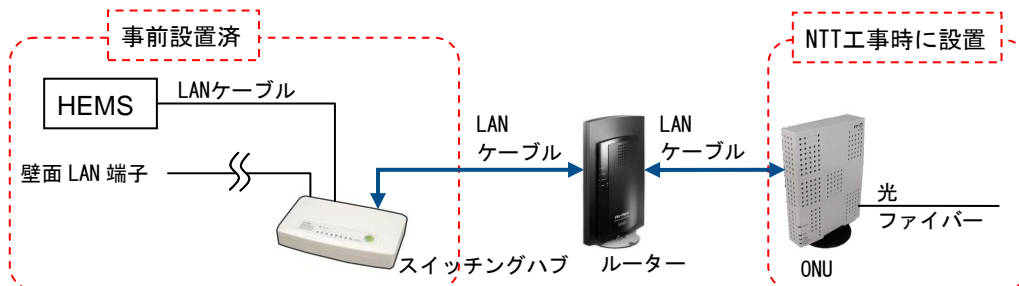 事前設置済
NTT工事時に設置
HEMS
LANケーブル
LAN
ケーブル
LAN
ケーブル
壁面 LAN 端子
光
ファイバー
スイッチングハブ
ルーター
ONU